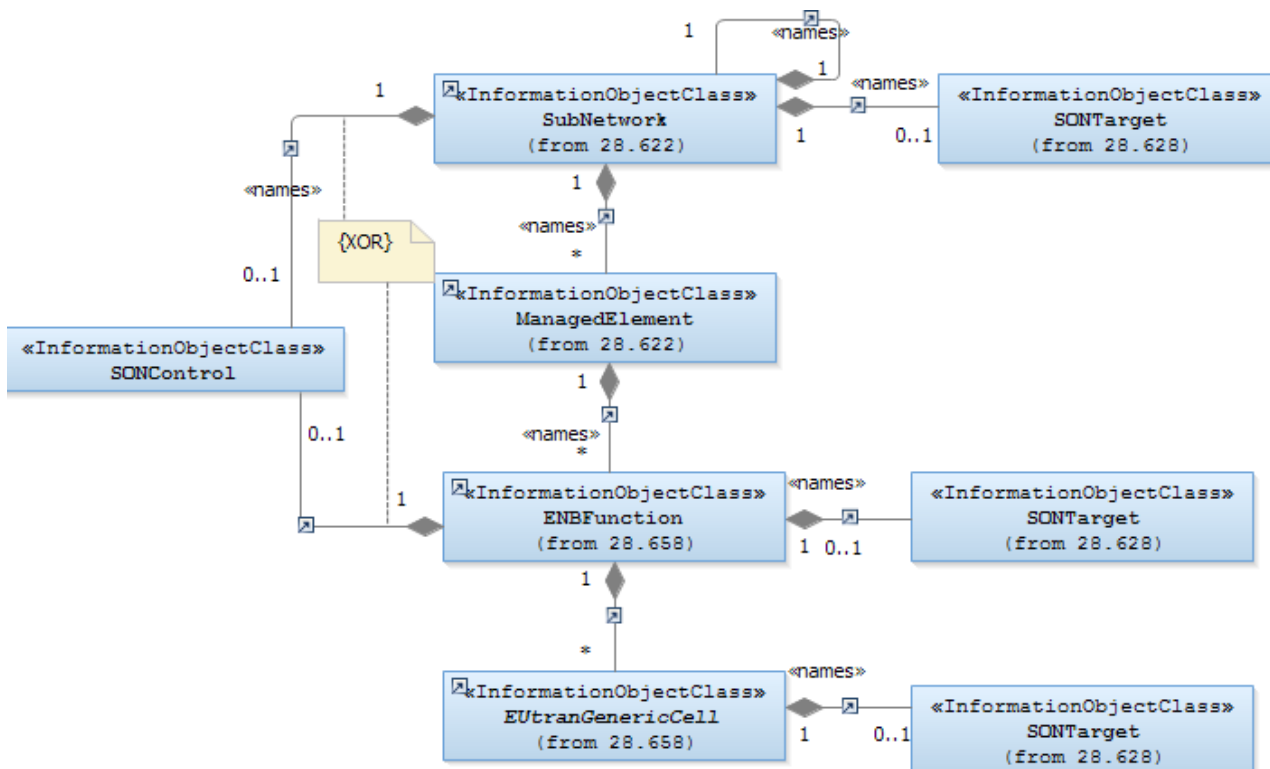 1
«names»
1
1
«InformationObjectClass»
SubNetwork
(from 28.622)
«names»
1
0..1
«InformationObjectClass»
SONTarget
(from 28.628)
«names»
0..1
1
«names»
*
{XOR}
«InformationObjectClass»
ManagedElement
(from 28.622)
«InformationObjectClass»
SONControl
0..1
1
1
«names»
*
«InformationObjectClass»
ENBFunction
(from 28.658)
«names»
1
0..1
«InformationObjectClass»
SONTarget
(from 28.628)
1
*
«InformationObjectClass»
EUtranGenericCell
(from 28.658)
«names»
1
0..1
«InformationObjectClass»
SONTarget
(from 28.628)